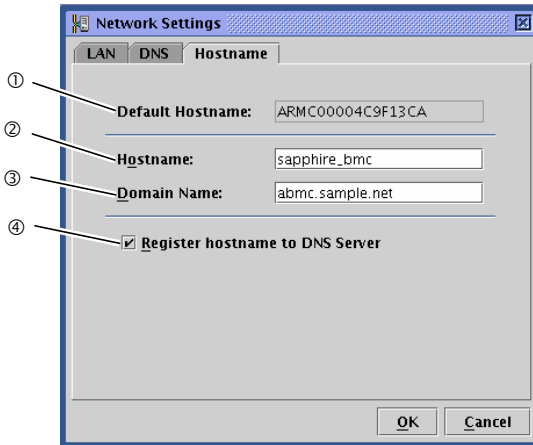 Network Settings
LAN DNS Hostname
① Default Hostname: ARMC00004C9F13CA
② Hostname: sapphire_bmc
③ Domain Name: abmc.sample.net
④ Register hostname to DNS Server
OK Cancel